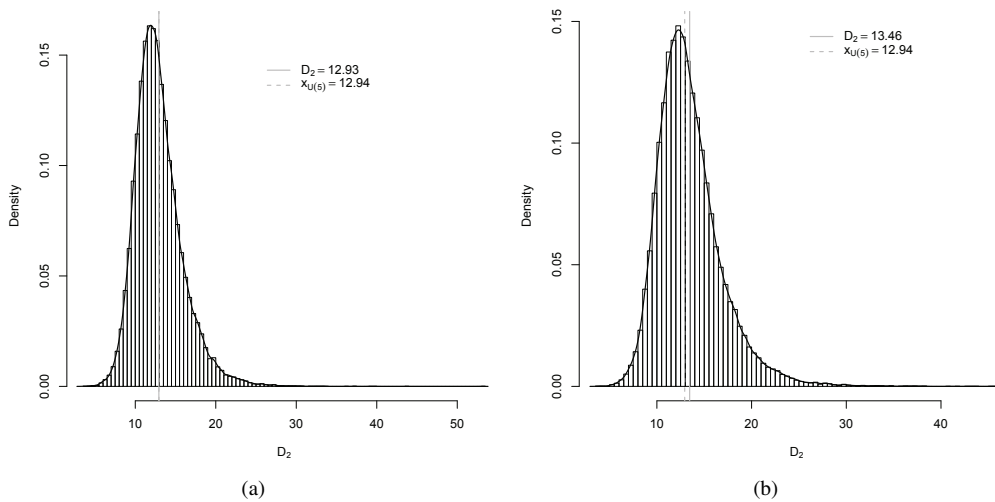 Density
0.00
0.05
0.10
0.15
D₂ = 12.93
x_U(5) = 12.94
10
20
30
40
50
D₂
(a)
Density
0.00
0.05
0.10
0.15
D₂ = 13.46
x_U(5) = 12.94
10
20
30
40
D₂
(b)